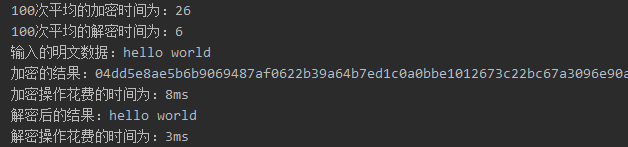 100次平均的加密时间为：26
100次平均的解密时间为：6
输入的明文数据：hello world
加密的结果：04dd5e8ae5b6b9069487af0622b39a64b7ed1c0a0bbe1012673c22bc67a3096e90a
加密操作花费的时间为：8ms
解密后的结果：hello world
解密操作花费的时间为：3ms